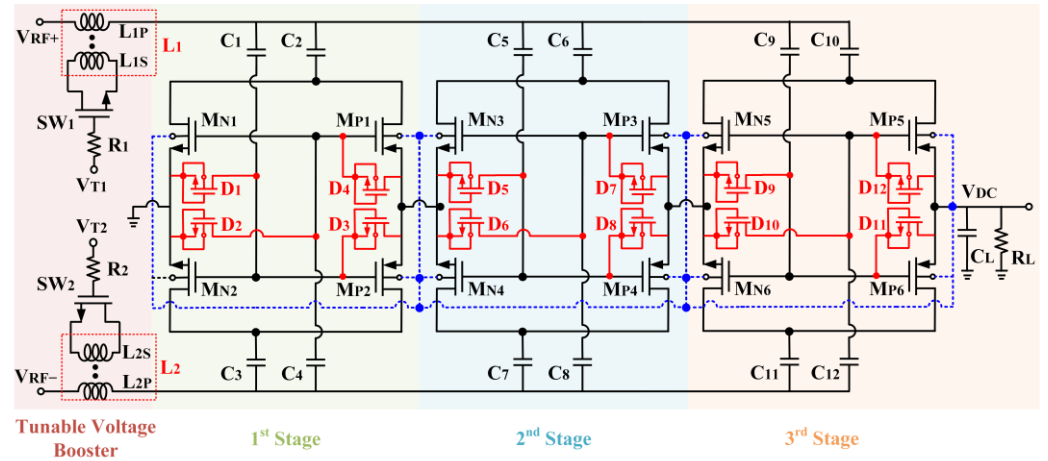 VRF+
L1P
L1
L1S
SW1
R1
VT1
VT2
R2
SW2
L2S
L2
VRF−
L2P
C1
C2
MN1
MP1
D1
D4
D2
D3
MN2
MP2
C3
C4
C5
C6
MN3
MP3
D5
D7
D6
D8
MN4
MP4
C7
C8
C9
C10
MN5
MP5
D9
D12
D10
D11
MN6
MP6
C11
C12
VDC
CL
RL
Tunable Voltage
Booster
1st Stage
2nd Stage
3rd Stage